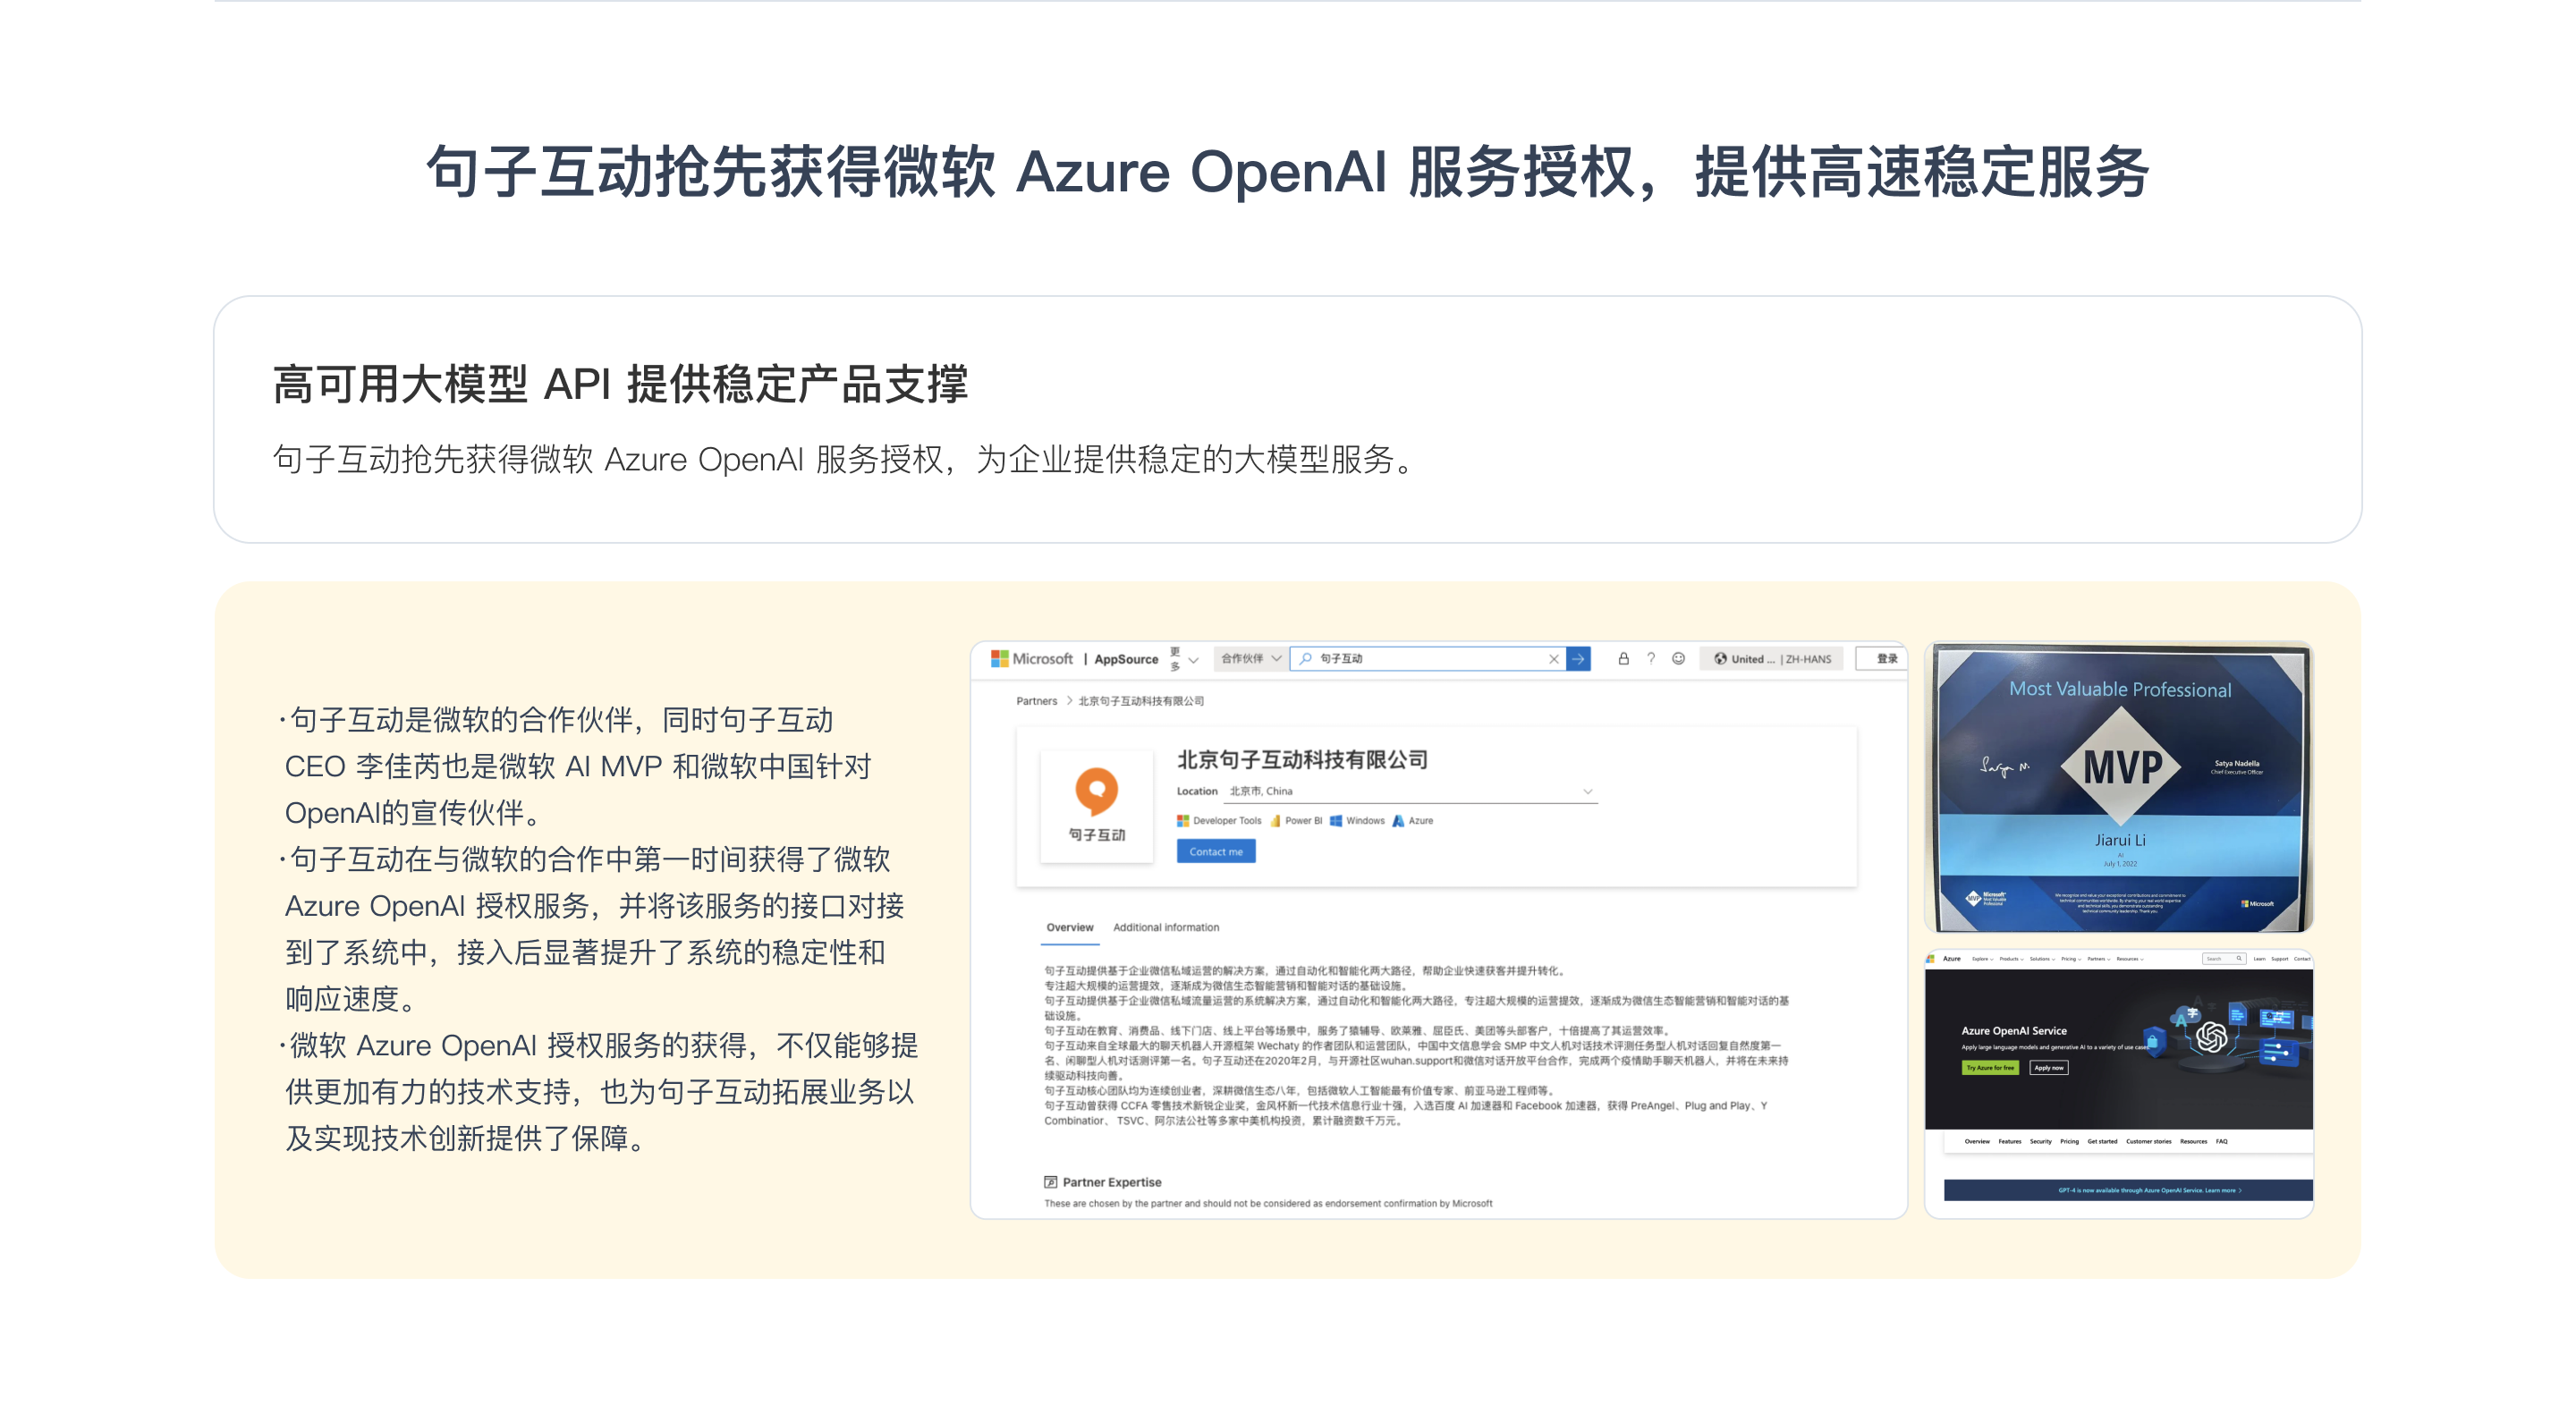 句子互动抢先获得微软 Azure OpenAI 服务授权，提供高速稳定服务
高可用大模型 API 提供稳定产品支撑
句子互动抢先获得微软 Azure OpenAI 服务授权，为企业提供稳定的大模型服务。
·句子互动是微软的合作伙伴，同时句子互动
CEO 李佳芮也是微软 AI MVP 和微软中国针对
OpenAI的宣传伙伴。
·句子互动在与微软的合作中第一时间获得了微软
Azure OpenAI 授权服务，并将该服务的接口对接
到了系统中，接入后显著提升了系统的稳定性和
响应速度。
·微软 Azure OpenAI 授权服务的获得，不仅能够提
供更加有力的技术支持，也为句子互动拓展业务以
及实现技术创新提供了保障。
Microsoft | AppSource 更多 合作伙伴 句子互动 United ... | ZH-HANS 登录
Partners > 北京句子互动科技有限公司
句子互动
北京句子互动科技有限公司
Location 北京市, China
Developer Tools Power BI Windows Azure
Contact me
Overview Additional information
句子互动提供基于企业微信私域运营的解决方案，通过自动化和智能化两大路径，帮助企业快速获客并提升转化。
专注超大规模的运营提效，逐渐成为微信生态智能营销和智能对话的基础设施。
句子互动提供基于企业微信私域流量运营的系统解决方案，通过自动化和智能化两大路径，专注超大规模的运营提效，逐渐成为微信生态智能营销和智能对话的基
础设施。
句子互动在教育、消费品、线下门店、线上平台等场景中，服务了猿辅导、欧莱雅、屈臣氏、美团等头部客户，十倍提高了其运营效率。
句子互动来自全球最大的聊天机器人开源框架 Wechaty 的作者团队和运营团队，中国中文信息学会 SMP 中文人机对话技术评测任务型人机对话回复自然度第一
名、闲聊型人机对话测评第一名。句子互动还在2020年2月，与开源社区wuhan.support和微信对话开放平台合作，完成两个疫情助手聊天机器人，并将在未来持
续驱动科技向善。
句子互动核心团队均为连续创业者，深耕微信生态八年，包括微软人工智能最有价值专家、前亚马逊工程师等。
句子互动曾获得 CCFA 零售技术新锐企业奖，金风杯新一代技术信息行业十强，入选百度 AI 加速器和 Facebook 加速器，获得 PreAngel、Plug and Play、Y
Combinatior、 TSVC、阿尔法公社等多家中美机构投资，累计融资数千万元。
Partner Expertise
These are chosen by the partner and should not be considered as endorsement confirmation by Microsoft
Most Valuable Professional
MVP
Satya Nadella
Chief Executive Officer
Jiarui Li
AI
July 1, 2022
MVP Microsoft Most Valuable Professional
We recognize and value your exceptional contributions and commitment to
technical communities worldwide. By sharing your real world expertise
and technical skills, you demonstrate outstanding
technical community leadership. Thank you.
Microsoft
Azure Explore Products Solutions Pricing Partners Resources Search Learn Support Contact
Azure OpenAI Service
Apply large language models and generative AI to a variety of use cases
Try Azure for free Apply now
Overview Features Security Pricing Get started Customer stories Resources FAQ
GPT-4 is now available through Azure OpenAI Service. Learn more >